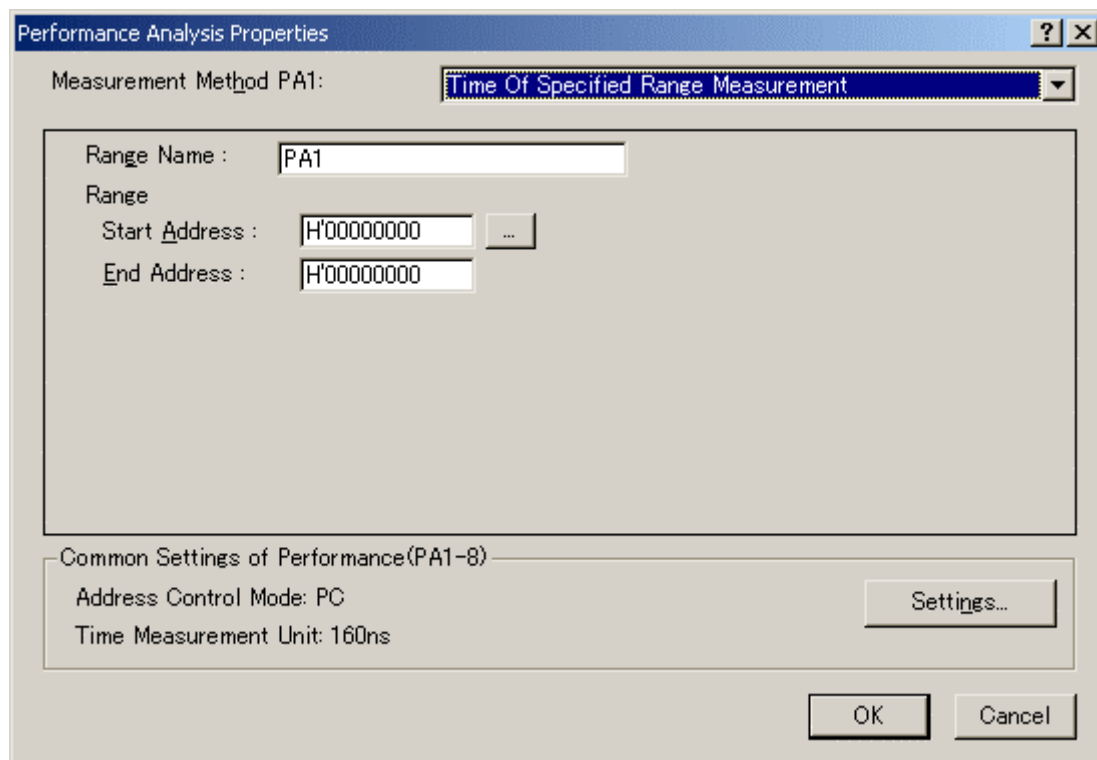 Performance Analysis Properties
Measurement Method PA1: Time Of Specified Range Measurement
Range Name : PA1
Range
Start Address : H'00000000 ...
End Address : H'00000000
Common Settings of Performance(PA1-8)
Address Control Mode: PC
Settings...
Time Measurement Unit: 160ns
OK Cancel